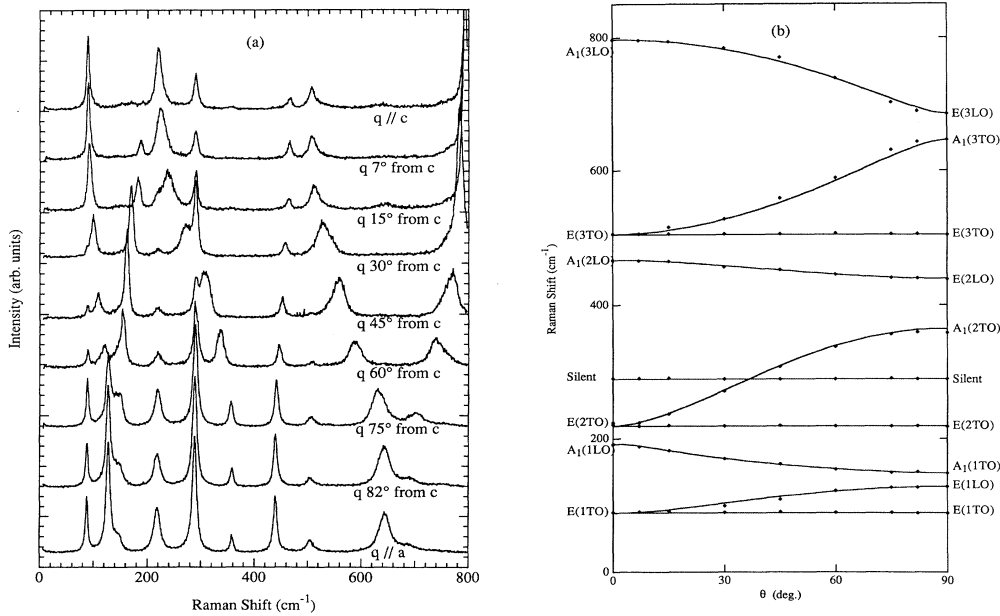 (a)
q // c
q 7° from c
q 15° from c
q 30° from c
q 45° from c
q 60° from c
q 75° from c
q 82° from c
q // a
Intensity (arb. units)
0
200
400
600
800
Raman Shift (cm-1)
(b)
800
600
400
200
0
Raman Shift (cm-1)
A1(3LO)
E(3TO)
A1(2LO)
Silent
E(2TO)
A1(1LO)
E(1TO)
E(3LO)
A1(3TO)
E(3TO)
E(2LO)
A1(2TO)
Silent
E(2TO)
A1(1TO)
E(1LO)
E(1TO)
0
30
60
90
θ (deg.)